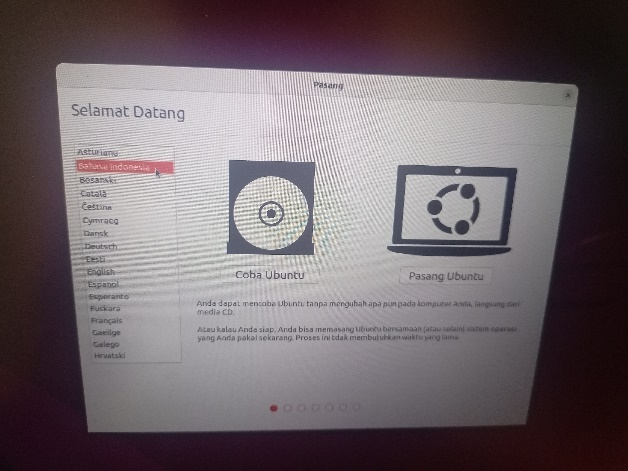 Pasang
Selamat Datang
Asturianu
Bahasa Indonesia
Bosanski
Català
Čeština
Cymraeg
Dansk
Deutsch
Eesti
English
Español
Esperanto
Euskara
Français
Gaeilge
Galego
Hrvatski
Coba Ubuntu
Pasang Ubuntu
Anda dapat mencoba Ubuntu tanpa mengubah apa pun pada komputer Anda, langsung dari
media CD.
Atau kalau Anda siap, Anda bisa memasang Ubuntu bersamaan (atau selain) sistem operasi
yang Anda pakai sekarang. Proses ini tidak membutuhkan waktu yang lama.